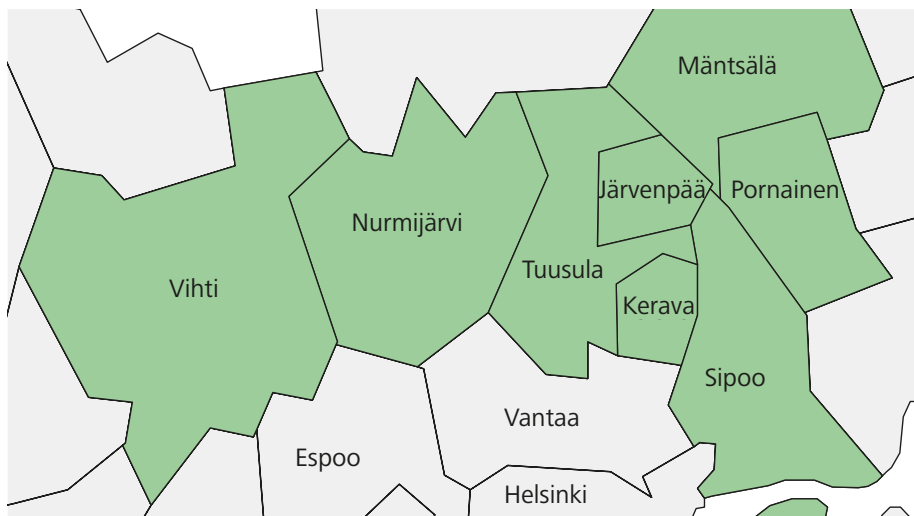 Mäntsälä
Järvenpää
Pornainen
Nurmijärvi
Tuusula
Vihti
Kerava
Sipoo
Vantaa
Espoo
Helsinki